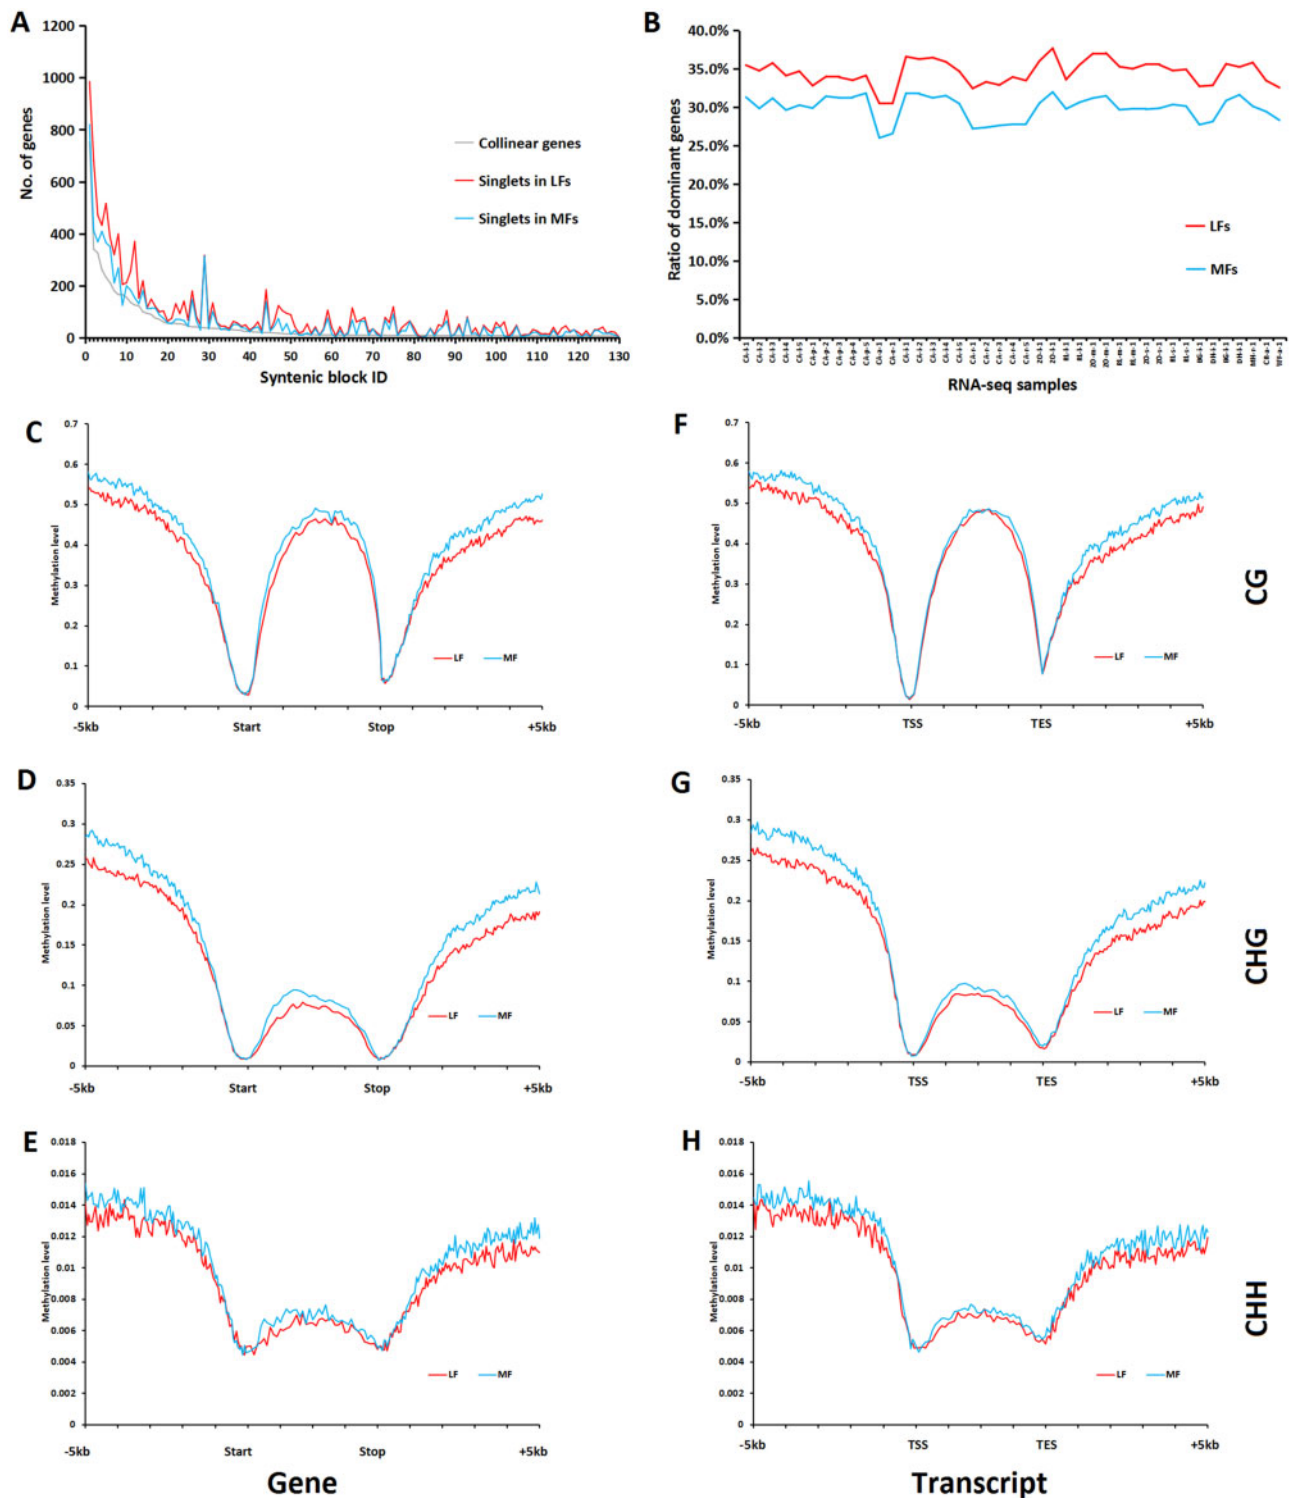 A
1200
1000
800
600
400
200
0
No. of genes
Collinear genes
Singlets in LFs
Singlets in MFs
0 10 20 30 40 50 60 70 80 90 100 110 120 130
Syntenic block ID
B
40.0%
35.0%
30.0%
25.0%
20.0%
15.0%
10.0%
5.0%
0.0%
Ratio of dominant genes
LFs
MFs
RNA-seq samples
C
0.7
0.6
0.5
0.4
0.3
0.2
0.1
0
Methylation level
LF MF
-5kb Start Stop +5kb
F
0.7
0.6
0.5
0.4
0.3
0.2
0.1
0
Methylation level
LF MF
-5kb TSS TES +5kb
CG
D
0.35
0.3
0.25
0.2
0.15
0.1
0.05
0
Methylation level
LF MF
-5kb Start Stop +5kb
G
0.35
0.3
0.25
0.2
0.15
0.1
0.05
0
Methylation level
LF MF
-5kb TSS TES +5kb
CHG
E
0.018
0.016
0.014
0.012
0.01
0.008
0.006
0.004
0.002
0
Methylation level
LF MF
-5kb Start Stop +5kb
Gene
H
0.018
0.016
0.014
0.012
0.01
0.008
0.006
0.004
0.002
0
Methylation level
LF MF
-5kb TSS TES +5kb
CHH
Transcript